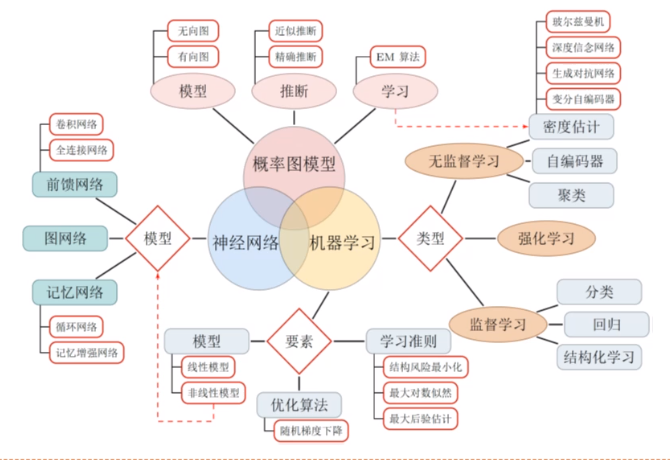 无向图
有向图
模型
近似推断
精确推断
推断
EM 算法
学习
玻尔兹曼机
深度信念网络
生成对抗网络
变分自编码器
密度估计
自编码器
聚类
无监督学习
概率图模型
神经网络
机器学习
卷积网络
全连接网络
前馈网络
图网络
记忆网络
循环网络
记忆增强网络
模型
类型
强化学习
监督学习
分类
回归
结构化学习
要素
模型
线性模型
非线性模型
优化算法
随机梯度下降
学习准则
结构风险最小化
最大对数似然
最大后验估计